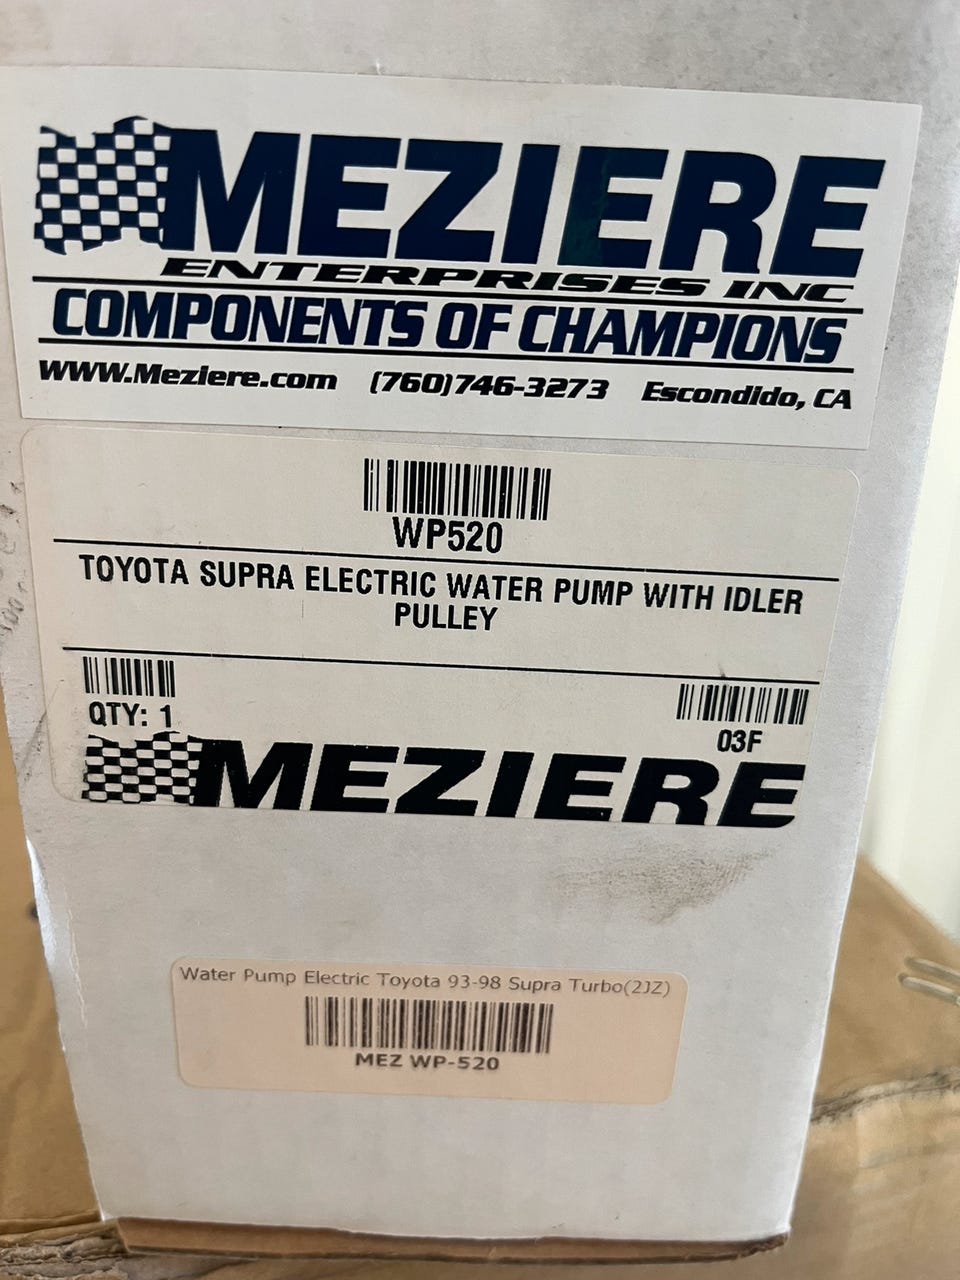 MEZIERE
ENTERPRISES INC
COMPONENTS OF CHAMPIONS
www.Meziere.com (760)746-3273 Escondido, CA
WP520
TOYOTA SUPRA ELECTRIC WATER PUMP WITH IDLER
PULLEY
QTY: 1
03F
MEZIERE
Water Pump Electric Toyota 93-98 Supra Turbo(2JZ)
MEZ WP-520